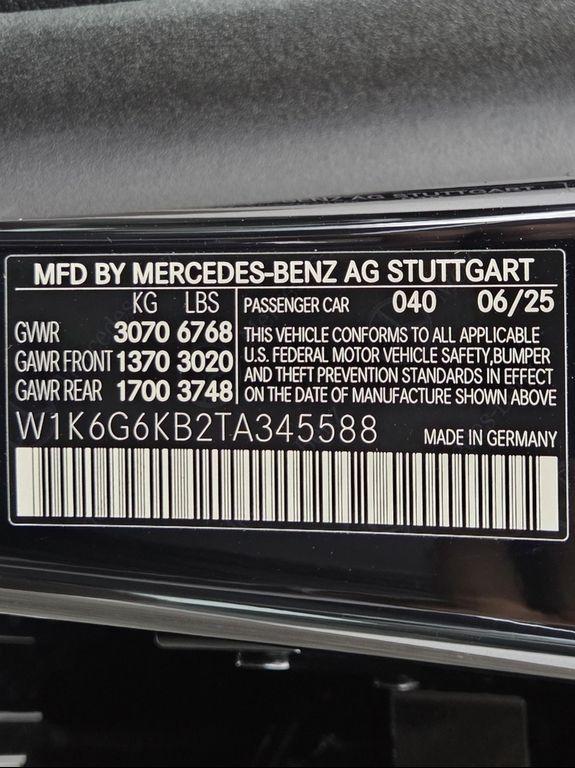 MFD BY MERCEDES-BENZ AG STUTTGART
KG LBS
GVWR 3070 6768
GAWR FRONT 1370 3020
GAWR REAR 1700 3748
PASSENGER CAR 040 06/25
THIS VEHICLE CONFORMS TO ALL APPLICABLE
U.S. FEDERAL MOTOR VEHICLE SAFETY,BUMPER
AND THEFT PREVENTION STANDARDS IN EFFECT
ON THE DATE OF MANUFACTURE SHOWN ABOVE
W1K6G6KB2TA345588 MADE IN GERMANY